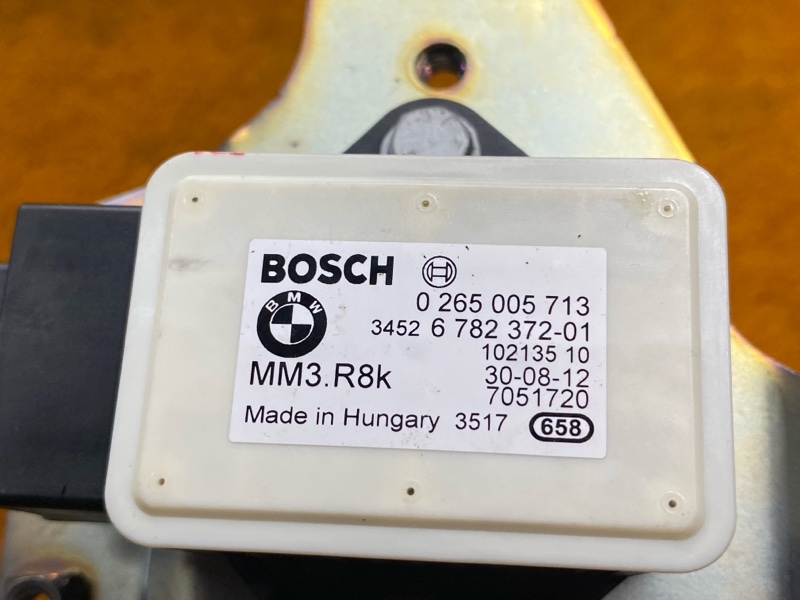 BOSCH
BMW
0 265 005 713
3452 6 782 372-01
102135 10
MM3.R8k 30-08-12
7051720
Made in Hungary 3517 658